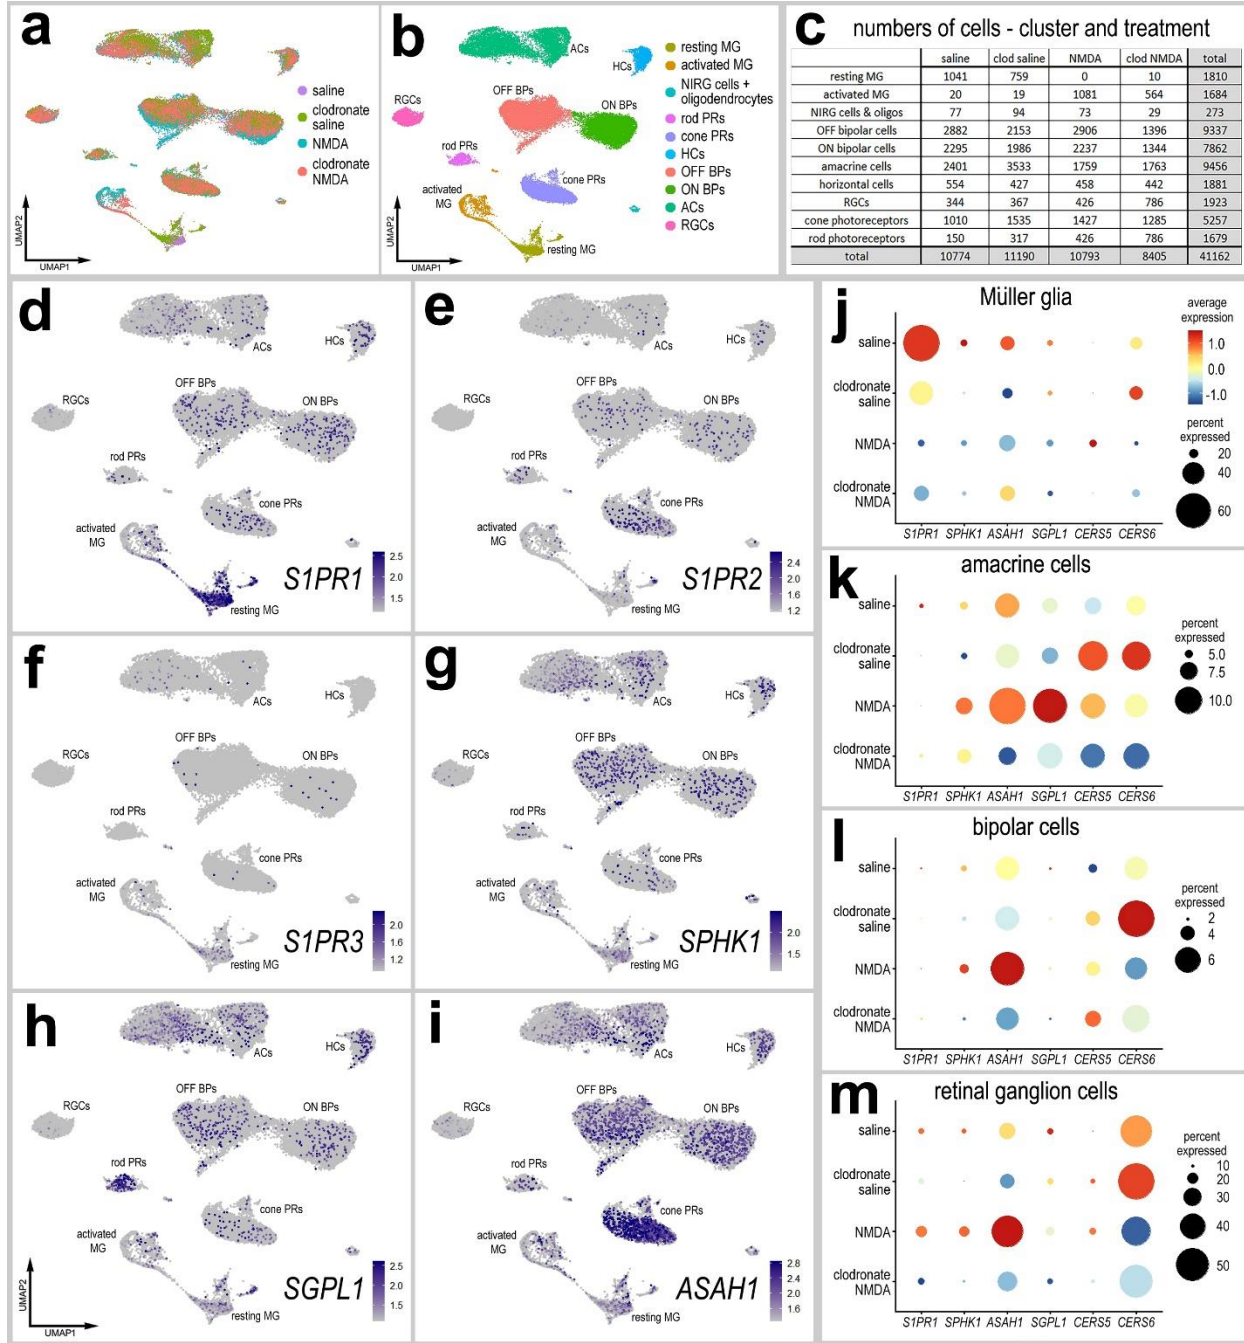 a
saline
clodronate
saline
NMDA
clodronate
NMDA
UMAP2
UMAP1
b
ACs
HCs
RGCs
OFF BPs
ON BPs
rod PRs
cone PRs
activated
MG
resting MG
UMAP2
UMAP1
resting MG
activated MG
NIRG cells +
oligodendrocytes
rod PRs
cone PRs
HCs
OFF BPs
ON BPs
ACs
RGCs
c numbers of cells - cluster and treatment
saline clod saline NMDA clod NMDA total
resting MG 1041 759 0 10 1810
activated MG 20 19 1081 564 1684
NIRG cells & oligos 77 94 73 29 273
OFF bipolar cells 2882 2153 2906 1396 9337
ON bipolar cells 2295 1986 2237 1344 7862
amacrine cells 2401 3533 1759 1763 9456
horizontal cells 554 427 458 442 1881
RGCs 344 367 426 786 1923
cone photoreceptors 1010 1535 1427 1285 5257
rod photoreceptors 150 317 426 786 1679
total 10774 11190 10793 8405 41162
d
ACs
HCs
RGCs
OFF BPs
ON BPs
rod PRs
cone PRs
activated
MG
resting MG
S1PR1
2.5
2.0
1.5
e
ACs
HCs
RGCs
OFF BPs
ON BPs
rod PRs
cone PRs
activated
MG
resting MG
S1PR2
2.4
2.0
1.6
1.2
f
ACs
HCs
RGCs
OFF BPs
ON BPs
rod PRs
cone PRs
activated
MG
resting MG
S1PR3
2.0
1.5
g
ACs
HCs
RGCs
OFF BPs
ON BPs
rod PRs
cone PRs
activated
MG
resting MG
SPHK1
2.0
1.5
h
ACs
HCs
RGCs
OFF BPs
ON BPs
rod PRs
cone PRs
activated
MG
resting MG
SGPL1
2.5
2.0
1.5
UMAP2
UMAP1
i
ACs
HCs
RGCs
OFF BPs
ON BPs
rod PRs
cone PRs
activated
MG
resting MG
ASAH1
2.8
2.4
2.0
1.6
j Müller glia
saline
clodronate
saline
NMDA
clodronate
NMDA
S1PR1 SPHK1 ASAH1 SGPL1 CERS5 CERS6
average
expression
1.0
0.0
-1.0
percent
expressed
20
40
60
k amacrine cells
saline
clodronate
saline
NMDA
clodronate
NMDA
S1PR1 SPHK1 ASAH1 SGPL1 CERS5 CERS6
percent
expressed
5.0
7.5
10.0
l bipolar cells
saline
clodronate
saline
NMDA
clodronate
NMDA
S1PR1 SPHK1 ASAH1 SGPL1 CERS5 CERS6
percent
expressed
2
4
6
m retinal ganglion cells
saline
clodronate
saline
NMDA
clodronate
NMDA
S1PR1 SPHK1 ASAH1 SGPL1 CERS5 CERS6
percent
expressed
10
20
30
40
50